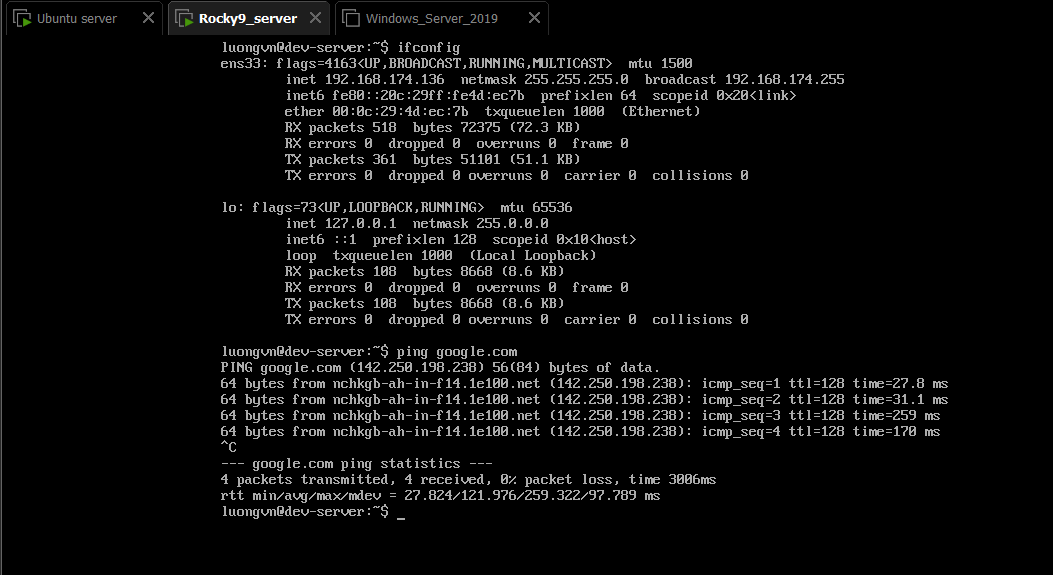 Ubuntu server
Rocky9_server
Windows_Server_2019
luongvn@dev-server:~$ ifconfig
ens33: flags=4163<UP,BROADCAST,RUNNING,MULTICAST>  mtu 1500
        inet 192.168.174.136  netmask 255.255.255.0  broadcast 192.168.174.255
        inet6 fe80::20c:29ff:fe4d:ec7b  prefixlen 64  scopeid 0x20<link>
        ether 00:0c:29:4d:ec:7b  txqueuelen 1000  (Ethernet)
        RX packets 518  bytes 72375 (72.3 KB)
        RX errors 0  dropped 0  overruns 0  frame 0
        TX packets 361  bytes 51101 (51.1 KB)
        TX errors 0  dropped 0 overruns 0  carrier 0  collisions 0
lo: flags=73<UP,LOOPBACK,RUNNING>  mtu 65536
        inet 127.0.0.1  netmask 255.0.0.0
        inet6 ::1  prefixlen 128  scopeid 0x10<host>
        loop  txqueuelen 1000  (Local Loopback)
        RX packets 108  bytes 8668 (8.6 KB)
        RX errors 0  dropped 0  overruns 0  frame 0
        TX packets 108  bytes 8668 (8.6 KB)
        TX errors 0  dropped 0 overruns 0  carrier 0  collisions 0
luongvn@dev-server:~$ ping google.com
PING google.com (142.250.198.238) 56(84) bytes of data.
64 bytes from nchkgb-ah-in-f14.1e100.net (142.250.198.238): icmp_seq=1 ttl=128 time=27.8 ms
64 bytes from nchkgb-ah-in-f14.1e100.net (142.250.198.238): icmp_seq=2 ttl=128 time=31.1 ms
64 bytes from nchkgb-ah-in-f14.1e100.net (142.250.198.238): icmp_seq=3 ttl=128 time=259 ms
64 bytes from nchkgb-ah-in-f14.1e100.net (142.250.198.238): icmp_seq=4 ttl=128 time=170 ms
^C
--- google.com ping statistics ---
4 packets transmitted, 4 received, 0% packet loss, time 3006ms
rtt min/avg/max/mdev = 27.824/121.976/259.322/97.789 ms
luongvn@dev-server:~$ _